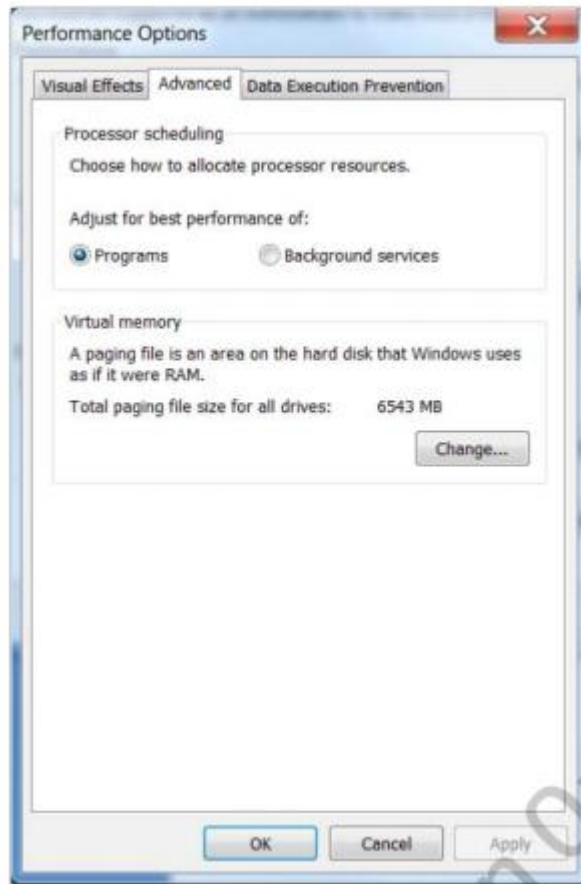 Performance Options
Visual Effects Advanced Data Execution Prevention
Processor scheduling
Choose how to allocate processor resources.
Adjust for best performance of:
Programs Background services
Virtual memory
A paging file is an area on the hard disk that Windows uses
as if it were RAM.
Total paging file size for all drives: 6543 MB
Change...
OK Cancel Apply